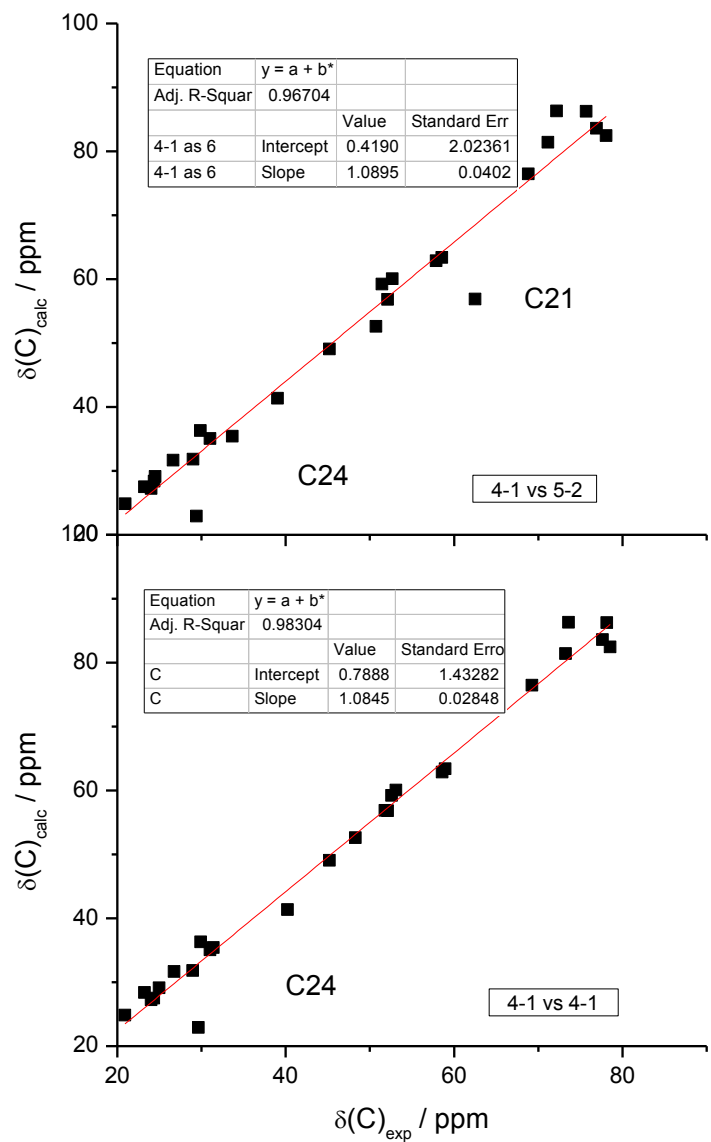 100
Equation y = a + b*
Adj. R-Squar 0.96704
Value Standard Err
4-1 as 6 Intercept 0.4190 2.02361
4-1 as 6 Slope 1.0895 0.0402
80
60
C21
δ(C)calc / ppm
40
C24
4-1 vs 5-2
20
100
Equation y = a + b*
Adj. R-Squar 0.98304
Value Standard Erro
C Intercept 0.7888 1.43282
C Slope 1.0845 0.02848
80
60
δ(C)calc / ppm
40
C24
4-1 vs 4-1
20
20 40 60 80
δ(C)exp / ppm